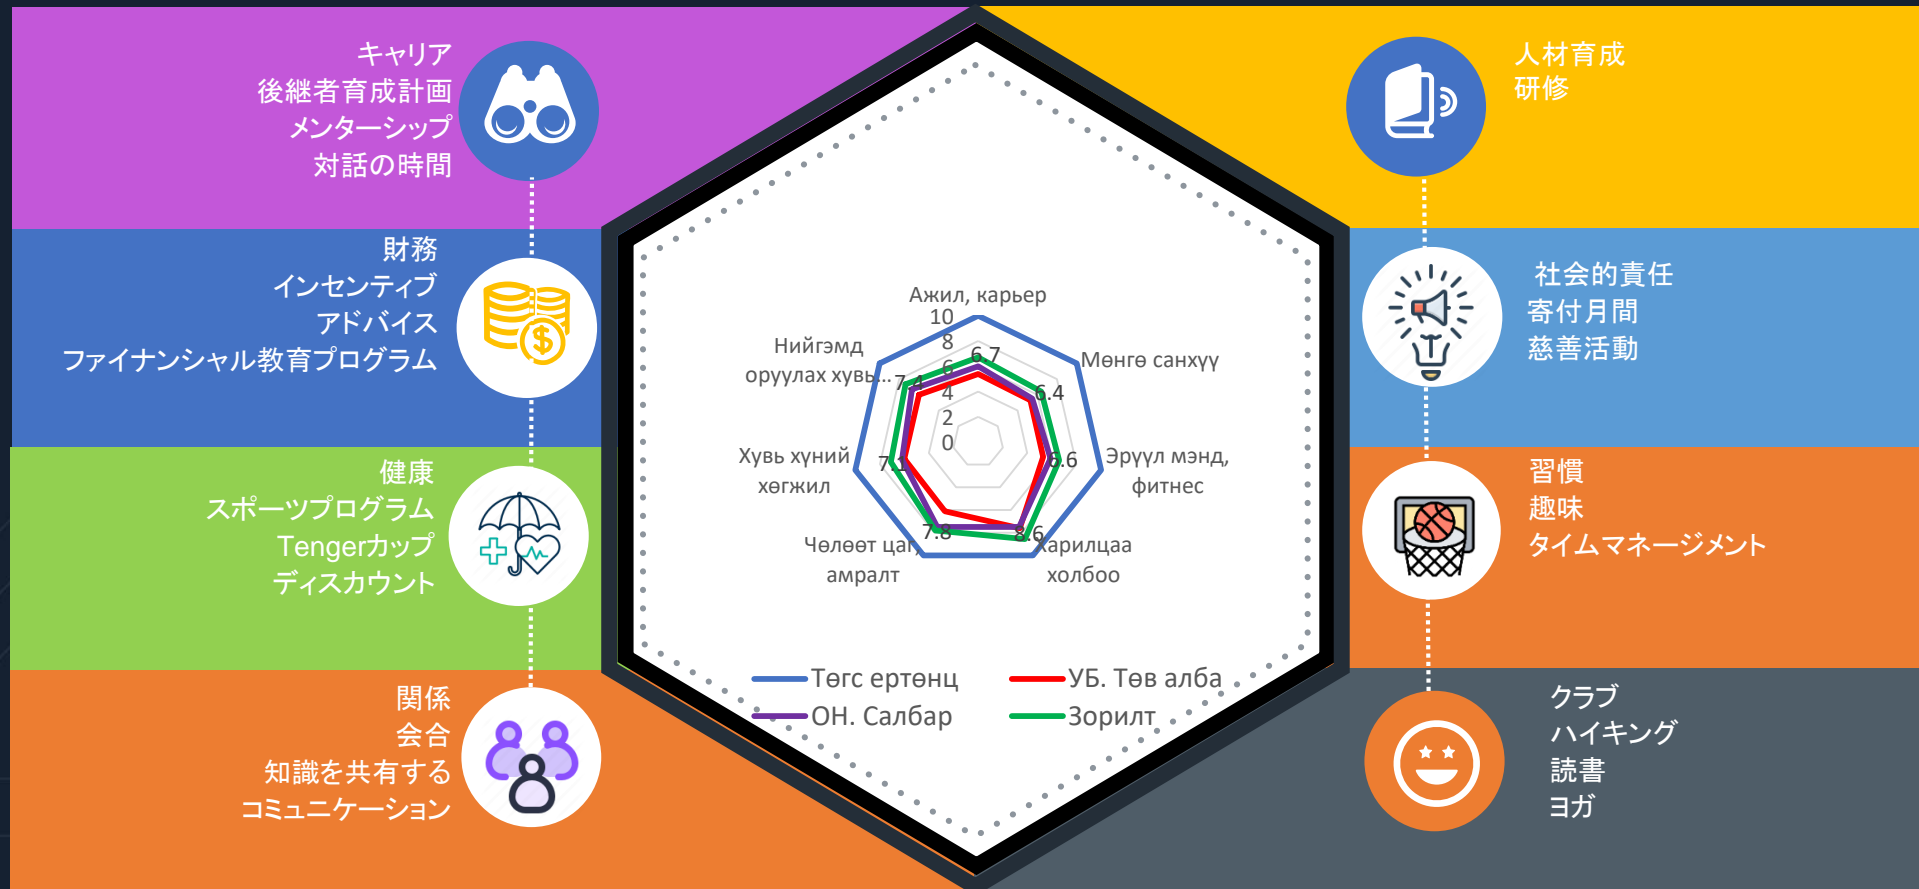 キャリア
後継者育成計画
メンターシップ
対話の時間
財務
インセンティブ
アドバイス
ファイナンシャル教育プログラム
健康
スポーツプログラム
Tengerカップ
ディスカウント
関係
会合
知識を共有する
コミュニケーション
Ажил, карьер
Мөнгө санхүү
Эрүүл мэнд,
фитнес
Харилцаа
холбоо
Чөлөөт цаг,
амралт
Хувь хүний
хөгжил
Нийгэмд
оруулах хувь...
10
8
6
4
2
0
6.7
6.4
6.6
8.6
7.8
7.1
7.4
Төгс ертөнц
УБ. Төв алба
ОН. Салбар
Зорилт
人材育成
研修
社会的責任
寄付月間
慈善活動
習慣
趣味
タイムマネージメント
クラブ
ハイキング
読書
ヨガ